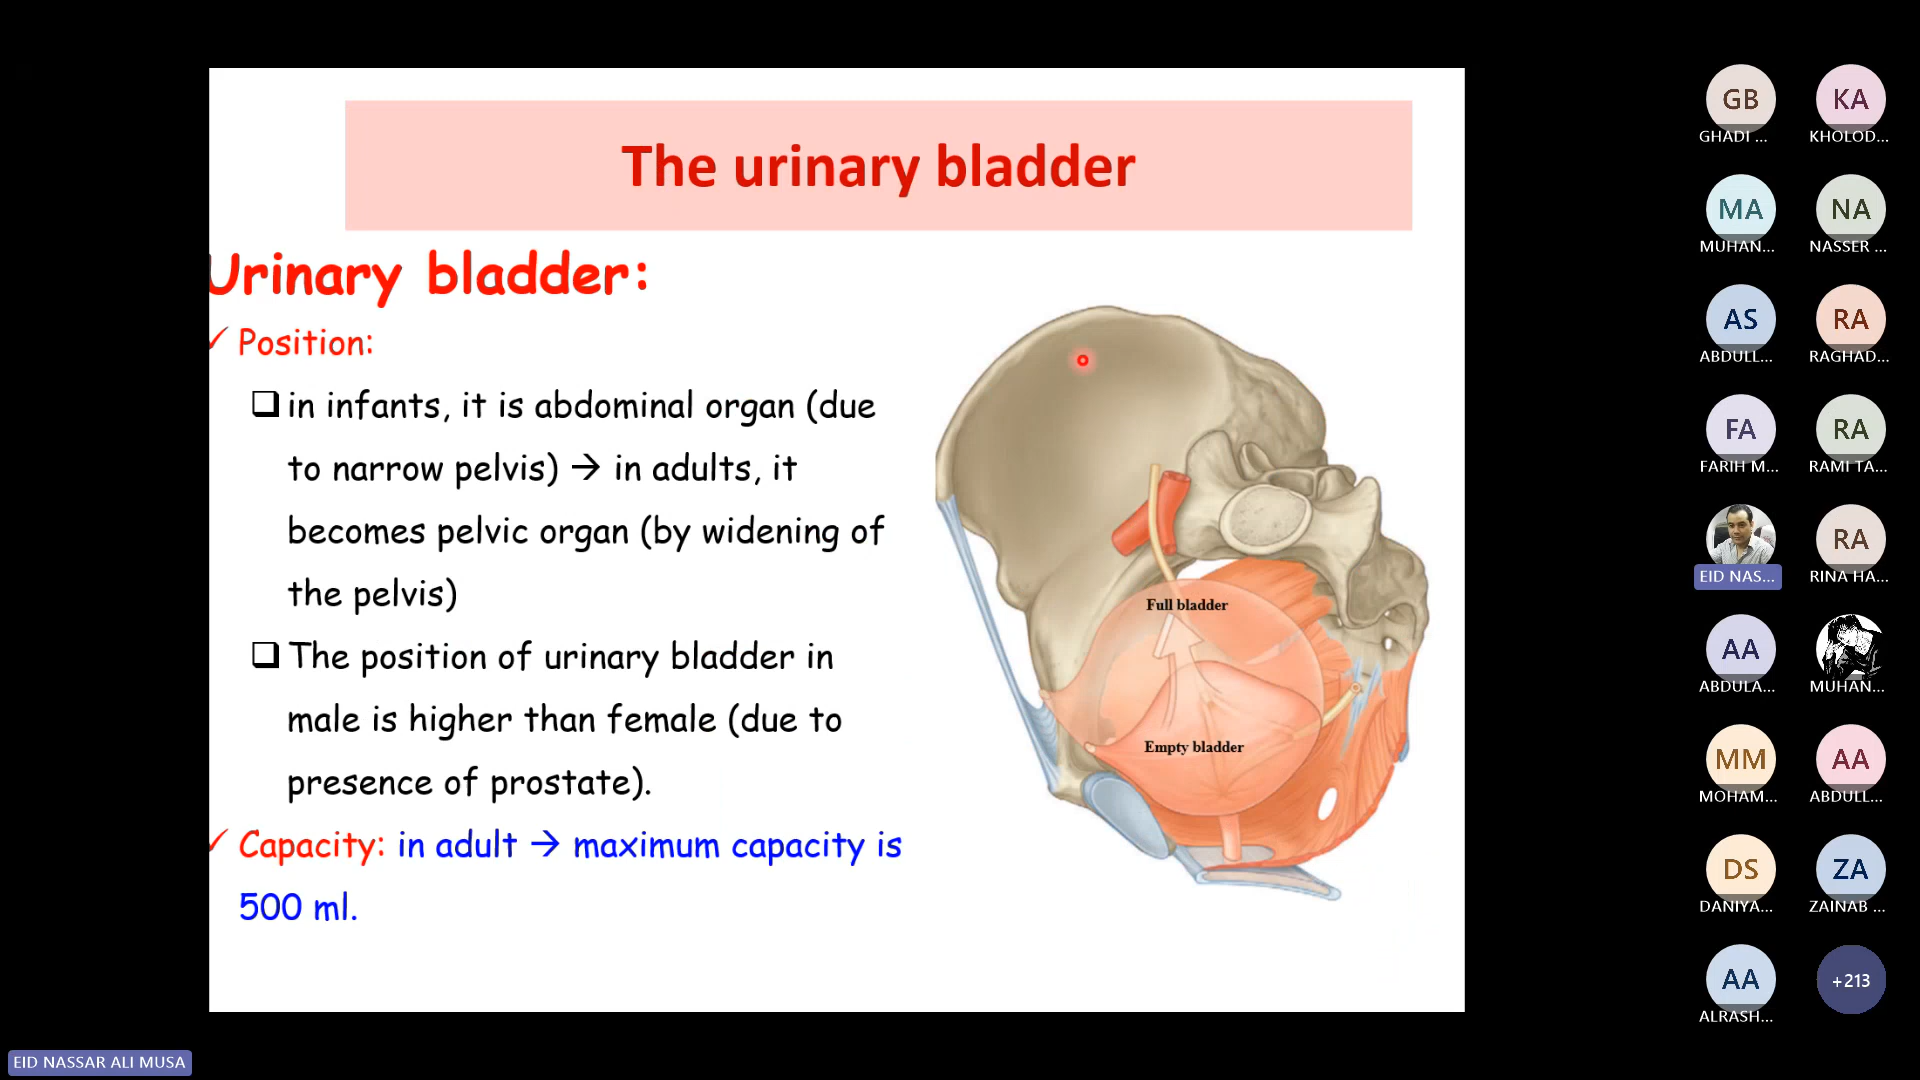 The urinary bladder
Urinary bladder:
✓ Position:
❑ in infants, it is abdominal organ (due
to narrow pelvis) → in adults, it
becomes pelvic organ (by widening of
the pelvis)
❑ The position of urinary bladder in
male is higher than female (due to
presence of prostate).
✓ Capacity: in adult → maximum capacity is
500 ml.
Full bladder
Empty bladder
GB
GHADI ...
KA
KHOLOD...
MA
MUHAN...
NA
NASSER ...
AS
ABDULL...
RA
RAGHAD...
FA
FARIH M...
RA
RAMI TA...
EID NAS...
RA
RINA HA...
AA
ABDULA...
MUHAN...
MM
MOHAM...
AA
ABDULL...
DS
DANIYA...
ZA
ZAINAB ...
AA
ALRASH...
+213
EID NASSAR ALI MUSA